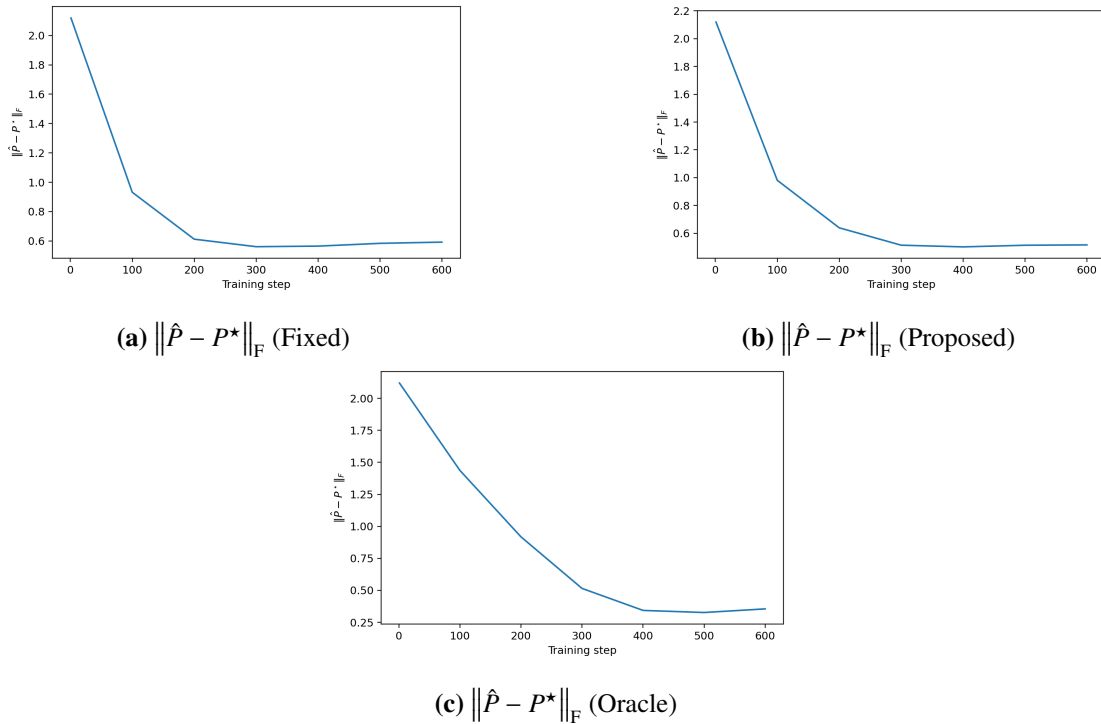 2.0
1.8
1.6
1.4
1.2
1.0
0.8
0.6
‖P̂ − P*‖F
0 100 200 300 400 500 600
Training step
(a) ‖P̂ − P★‖F (Fixed)
2.2
2.0
1.8
1.6
1.4
1.2
1.0
0.8
0.6
‖P̂ − P*‖F
0 100 200 300 400 500 600
Training step
(b) ‖P̂ − P★‖F (Proposed)
2.00
1.75
1.50
1.25
1.00
0.75
0.50
0.25
‖P̂ − P*‖F
0 100 200 300 400 500 600
Training step
(c) ‖P̂ − P★‖F (Oracle)